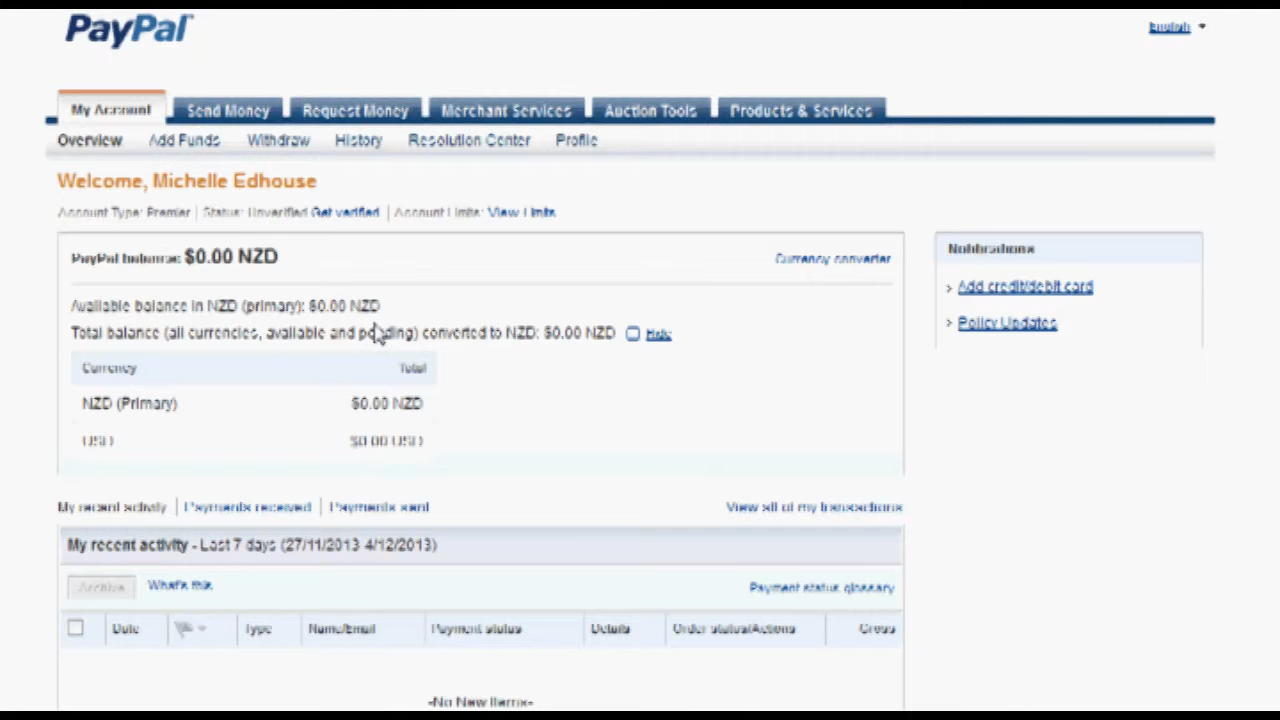 PayPal
English
My Account Send Money Request Money Merchant Services Auction Tools Products & Services
Overview Add Funds Withdraw History Resolution Center Profile
Welcome, Michelle Edhouse
Account Type: Premier | Status: Unverified Get verified | Account Limits: View Limits
PayPal balance: $0.00 NZD Currency converter
Available balance in NZD (primary): $0.00 NZD
Total balance (all currencies, available and pending) converted to NZD: $0.00 NZD Hide
Currency Total
NZD (Primary) $0.00 NZD
USD $0.00 USD
Notifications
Add credit/debit card
Policy Updates
My recent activity | Payments received | Payments sent View all of my transactions
My recent activity - Last 7 days (27/11/2013-4/12/2013)
Archive What's this Payment status glossary
Date Type Name/Email Payment status Details Order status/Actions Gross
-No New Items-